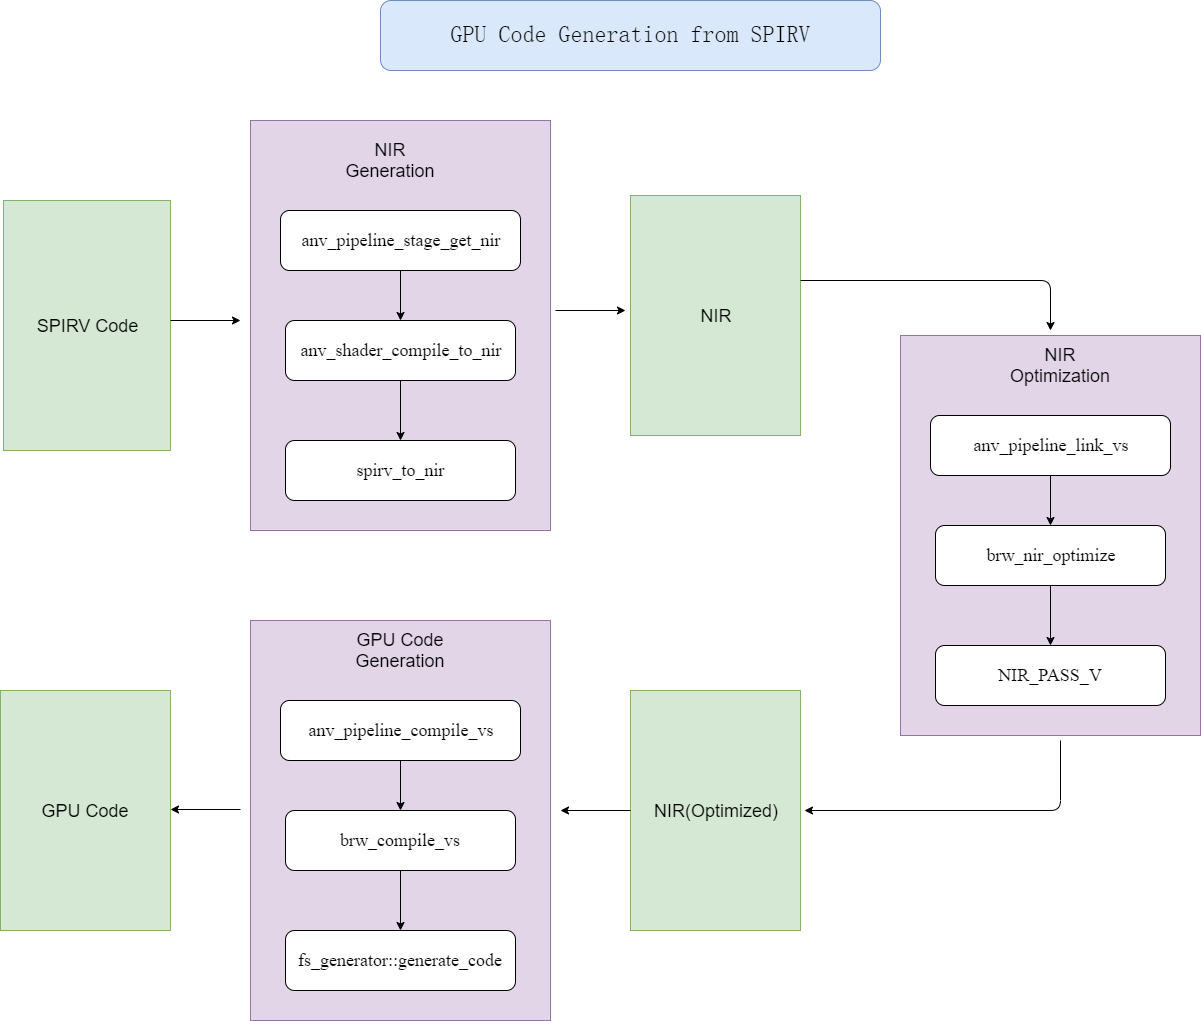 GPU Code Generation from SPIRV
SPIRV Code
NIR
Generation
anv_pipeline_stage_get_nir
anv_shader_compile_to_nir
spirv_to_nir
NIR
NIR
Optimization
anv_pipeline_link_vs
brw_nir_optimize
NIR_PASS_V
NIR(Optimized)
GPU Code
Generation
anv_pipeline_compile_vs
brw_compile_vs
fs_generator::generate_code
GPU Code